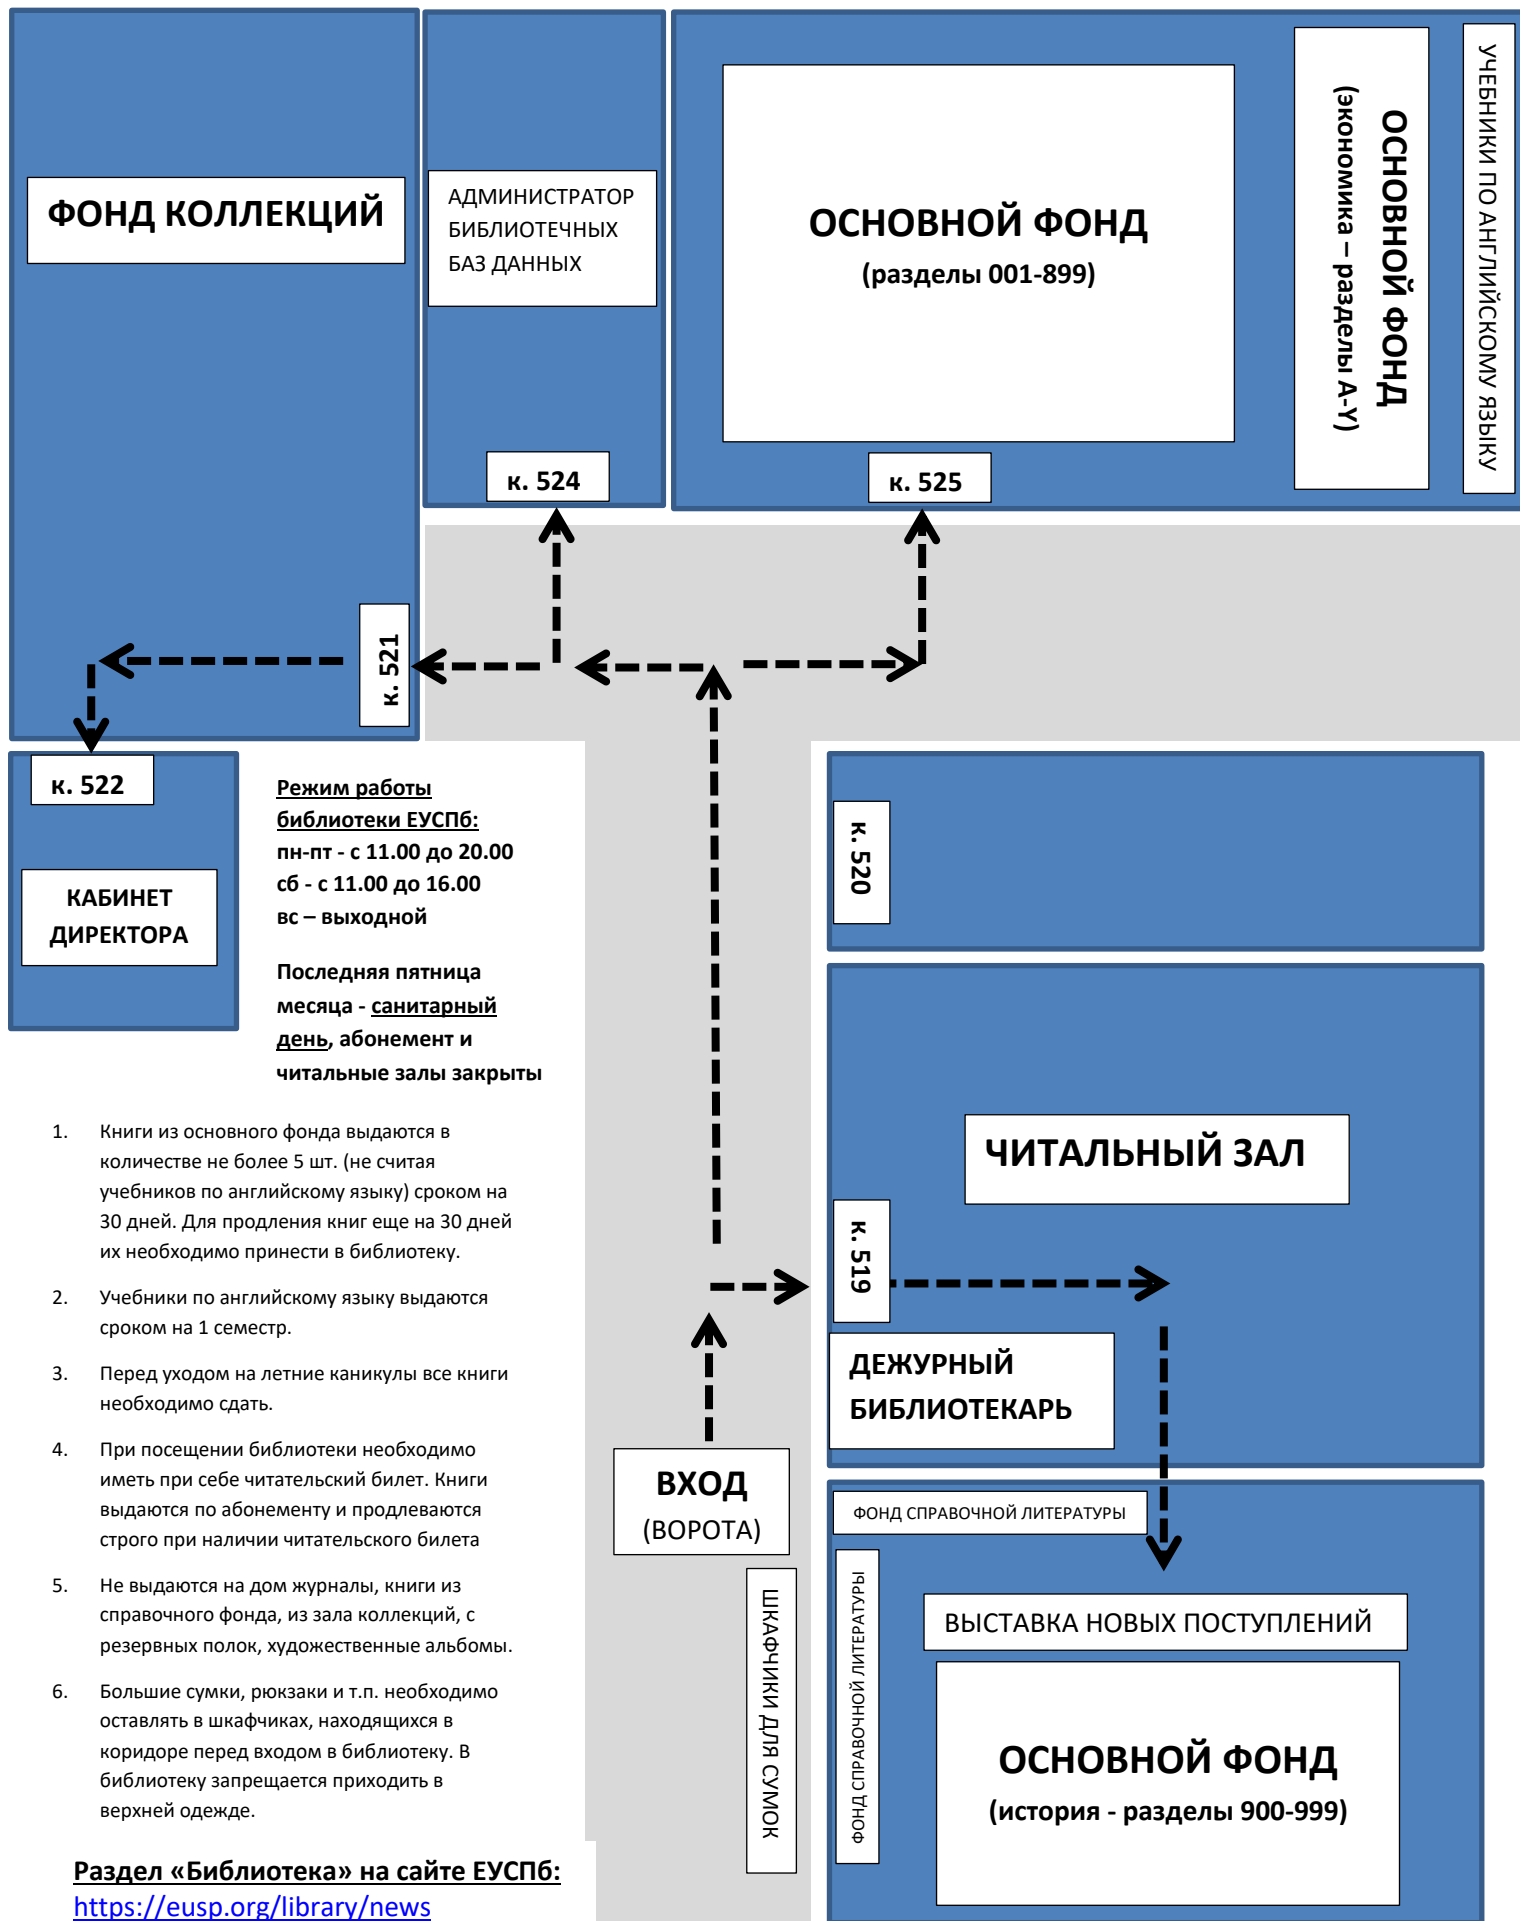 ФОНД КОЛЛЕКЦИЙ
АДМИНИСТРАТОР
БИБЛИОТЕЧНЫХ
БАЗ ДАННЫХ
ОСНОВНОЙ ФОНД
(разделы 001-899)
ОСНОВНОЙ ФОНД
(экономика – разделы A-Y)
УЧЕБНИКИ ПО АНГЛИЙСКОМУ ЯЗЫКУ
к. 524
к. 525
к. 521
к. 522
КАБИНЕТ
ДИРЕКТОРА
Режим работы
библиотеки ЕУСПб:
пн-пт - с 11.00 до 20.00
сб - с 11.00 до 16.00
вс – выходной
Последняя пятница
месяца - санитарный
день, абонемент и
читальные залы закрыты
к. 520
ЧИТАЛЬНЫЙ ЗАЛ
к. 519
ДЕЖУРНЫЙ
БИБЛИОТЕКАРЬ
1. Книги из основного фонда выдаются в
количестве не более 5 шт. (не считая
учебников по английскому языку) сроком на
30 дней. Для продления книг еще на 30 дней
их необходимо принести в библиотеку.
2. Учебники по английскому языку выдаются
сроком на 1 семестр.
3. Перед уходом на летние каникулы все книги
необходимо сдать.
4. При посещении библиотеки необходимо
иметь при себе читательский билет. Книги
выдаются по абонементу и продлеваются
строго при наличии читательского билета
5. Не выдаются на дом журналы, книги из
справочного фонда, из зала коллекций, с
резервных полок, художественные альбомы.
6. Большие сумки, рюкзаки и т.п. необходимо
оставлять в шкафчиках, находящихся в
коридоре перед входом в библиотеку. В
библиотеку запрещается приходить в
верхней одежде.
ВХОД
(ВОРОТА)
ШКАФЧИКИ ДЛЯ СУМОК
ФОНД СПРАВОЧНОЙ ЛИТЕРАТУРЫ
ФОНД СПРАВОЧНОЙ ЛИТЕРАТУРЫ
ВЫСТАВКА НОВЫХ ПОСТУПЛЕНИЙ
ОСНОВНОЙ ФОНД
(история - разделы 900-999)
Раздел «Библиотека» на сайте ЕУСПб:
https://eusp.org/library/news